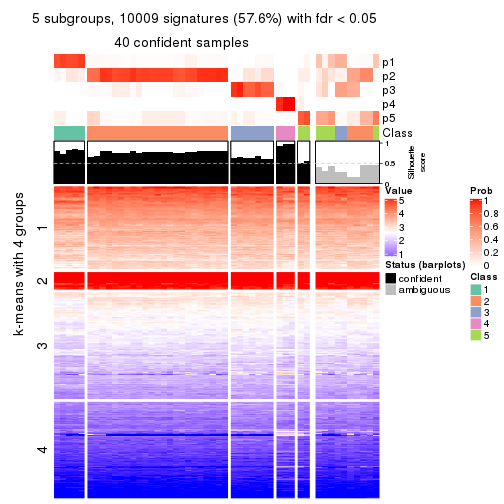 5 subgroups, 10009 signatures (57.6%) with fdr < 0.05
40 confident samples
p1
p2
p3
p4
p5
Class
1
0.5
0
Silhouette
score
k-means with 4 groups
1
2
3
4
Value
5
4
3
2
1
Status (barplots)
confident
ambiguous
Prob
1
0.8
0.6
0.4
0.2
0
Class
1
2
3
4
5